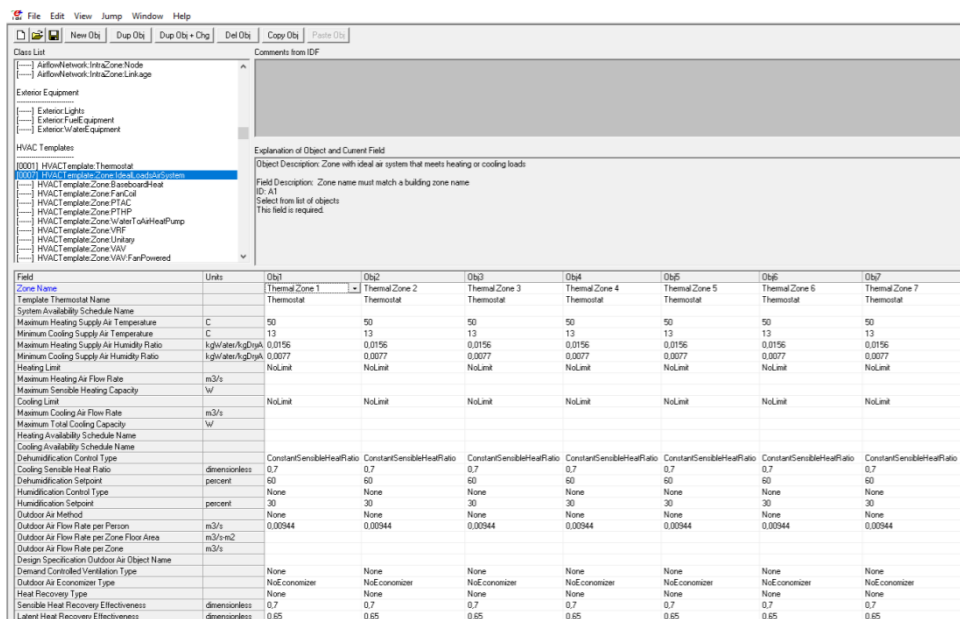 File Edit View Jump Window Help
New Obj Dup Obj Dup Obj + Chg Del Obj Copy Obj Paste Obj
Class List
[------] AirflowNetwork:IntraZone:Node
[------] AirflowNetwork:IntraZone:Linkage
Exterior Equipment
-------------------------
[------] Exterior:Lights
[------] Exterior:FuelEquipment
[------] Exterior:WaterEquipment
HVAC Templates
-------------------------
[0001] HVACTemplate:Thermostat
[0007] HVACTemplate:Zone:IdealLoadsAirSystem
[------] HVACTemplate:Zone:BaseboardHeat
[------] HVACTemplate:Zone:FanCoil
[------] HVACTemplate:Zone:PTAC
[------] HVACTemplate:Zone:PTHP
[------] HVACTemplate:Zone:WaterToAirHeatPump
[------] HVACTemplate:Zone:VRF
[------] HVACTemplate:Zone:Unitary
[------] HVACTemplate:Zone:VAV
[------] HVACTemplate:Zone:VAV:FanPowered
Comments from IDF
Explanation of Object and Current Field
Object Description: Zone with ideal air system that meets heating or cooling loads
Field Description: Zone name must match a building zone name
ID: A1
Select from list of objects
This field is required.
Field Units Obj1 Obj2 Obj3 Obj4 Obj5 Obj6 Obj7
Zone Name Thermal Zone 1 Thermal Zone 2 Thermal Zone 3 Thermal Zone 4 Thermal Zone 5 Thermal Zone 6 Thermal Zone 7
Template Thermostat Name Thermostat Thermostat Thermostat Thermostat Thermostat Thermostat Thermostat
System Availability Schedule Name
Maximum Heating Supply Air Temperature C 50 50 50 50 50 50 50
Minimum Cooling Supply Air Temperature C 13 13 13 13 13 13 13
Maximum Heating Supply Air Humidity Ratio kgWater/kgDryA 0,0156 0,0156 0,0156 0,0156 0,0156 0,0156 0,0156
Minimum Cooling Supply Air Humidity Ratio kgWater/kgDryA 0,0077 0,0077 0,0077 0,0077 0,0077 0,0077 0,0077
Heating Limit NoLimit NoLimit NoLimit NoLimit NoLimit NoLimit NoLimit
Maximum Heating Air Flow Rate m3/s
Maximum Sensible Heating Capacity W
Cooling Limit NoLimit NoLimit NoLimit NoLimit NoLimit NoLimit NoLimit
Maximum Cooling Air Flow Rate m3/s
Maximum Total Cooling Capacity W
Heating Availability Schedule Name
Cooling Availability Schedule Name
Dehumidification Control Type ConstantSensibleHeatRatio ConstantSensibleHeatRatio ConstantSensibleHeatRatio ConstantSensibleHeatRatio ConstantSensibleHeatRatio ConstantSensibleHeatRatio ConstantSensibleHeatRatio
Cooling Sensible Heat Ratio dimensionless 0,7 0,7 0,7 0,7 0,7 0,7 0,7
Dehumidification Setpoint percent 60 60 60 60 60 60 60
Humidification Control Type None None None None None None None
Humidification Setpoint percent 30 30 30 30 30 30 30
Outdoor Air Method None None None None None None None
Outdoor Air Flow Rate per Person m3/s 0,00944 0,00944 0,00944 0,00944 0,00944 0,00944 0,00944
Outdoor Air Flow Rate per Zone Floor Area m3/s-m2
Outdoor Air Flow Rate per Zone m3/s
Design Specification Outdoor Air Object Name
Demand Controlled Ventilation Type None None None None None None None
Outdoor Air Economizer Type NoEconomizer NoEconomizer NoEconomizer NoEconomizer NoEconomizer NoEconomizer NoEconomizer
Heat Recovery Type None None None None None None None
Sensible Heat Recovery Effectiveness dimensionless 0,7 0,7 0,7 0,7 0,7 0,7 0,7
Latent Heat Recovery Effectiveness dimensionless 0,65 0,65 0,65 0,65 0,65 0,65 0,65